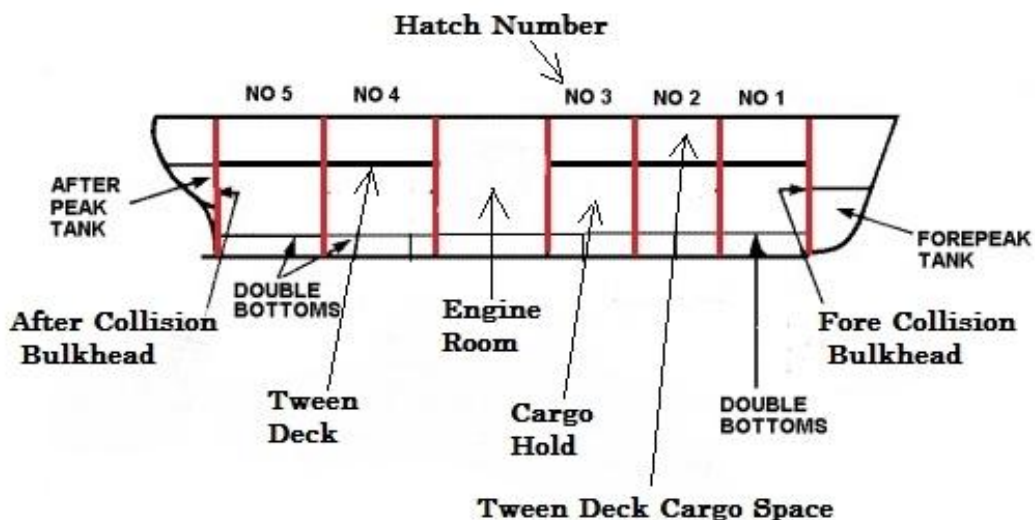 Hatch Number
NO 5
NO 4
NO 3
NO 2
NO 1
AFTER
PEAK
TANK
FOREPEAK
TANK
DOUBLE
BOTTOMS
After Collision
Bulkhead
Engine
Room
Fore Collision
Bulkhead
Tween
Deck
Cargo
Hold
DOUBLE
BOTTOMS
Tween Deck Cargo Space